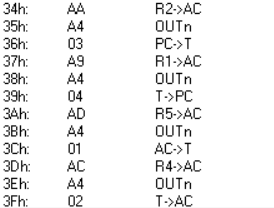 34h: AA R2->AC
35h: A4 OUTn
36h: 03 PC->T
37h: A9 R1->AC
38h: A4 OUTn
39h: 04 T->PC
3Ah: AD R5->AC
3Bh: A4 OUTn
3Ch: 01 AC->T
3Dh: AC R4->AC
3Eh: A4 OUTn
3Fh: 02 T->AC